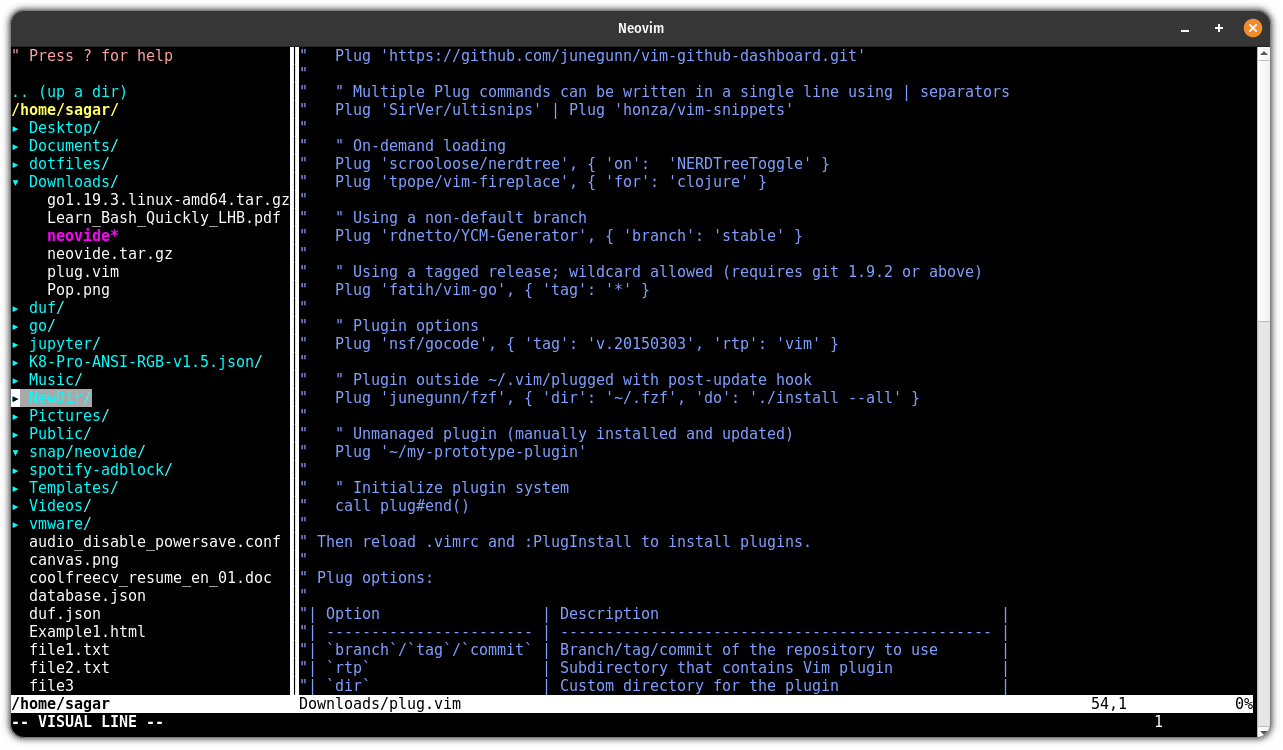 Neovim
" Press ? for help
.. (up a dir)
/home/sagar/
▸ Desktop/
▸ Documents/
▸ dotfiles/
▾ Downloads/
go1.19.3.linux-amd64.tar.gz
Learn_Bash_Quickly_LHB.pdf
neovide*
neovide.tar.gz
plug.vim
Pop.png
▸ duf/
▸ go/
▸ jupyter/
▸ K8-Pro-ANSI-RGB-v1.5.json/
▸ Music/
▸ NewDir/
▸ Pictures/
▸ Public/
▾ snap/neovide/
▸ spotify-adblock/
▸ Templates/
▸ Videos/
▸ vmware/
audio_disable_powersave.conf
canvas.png
coolfreecv_resume_en_01.doc
database.json
duf.json
Example1.html
file1.txt
file2.txt
file3
/home/sagar
"   Plug 'https://github.com/junegunn/vim-github-dashboard.git'
"
"   " Multiple Plug commands can be written in a single line using | separators
"   Plug 'SirVer/ultisnips' | Plug 'honza/vim-snippets'
"
"   " On-demand loading
"   Plug 'scrooloose/nerdtree', { 'on':  'NERDTreeToggle' }
"   Plug 'tpope/vim-fireplace', { 'for': 'clojure' }
"
"   " Using a non-default branch
"   Plug 'rdnetto/YCM-Generator', { 'branch': 'stable' }
"
"   " Using a tagged release; wildcard allowed (requires git 1.9.2 or above)
"   Plug 'fatih/vim-go', { 'tag': '*' }
"
"   " Plugin options
"   Plug 'nsf/gocode', { 'tag': 'v.20150303', 'rtp': 'vim' }
"
"   " Plugin outside ~/.vim/plugged with post-update hook
"   Plug 'junegunn/fzf', { 'dir': '~/.fzf', 'do': './install --all' }
"
"   " Unmanaged plugin (manually installed and updated)
"   Plug '~/my-prototype-plugin'
"
"   " Initialize plugin system
"   call plug#end()
"
" Then reload .vimrc and :PlugInstall to install plugins.
"
" Plug options:
"
"| Option                  | Description                                      |
"| ----------------------- | ------------------------------------------------ |
"| `branch`/`tag`/`commit` | Branch/tag/commit of the repository to use       |
"| `rtp`                   | Subdirectory that contains Vim plugin            |
"| `dir`                   | Custom directory for the plugin                  |
Downloads/plug.vim 54,1 0%
-- VISUAL LINE -- 1